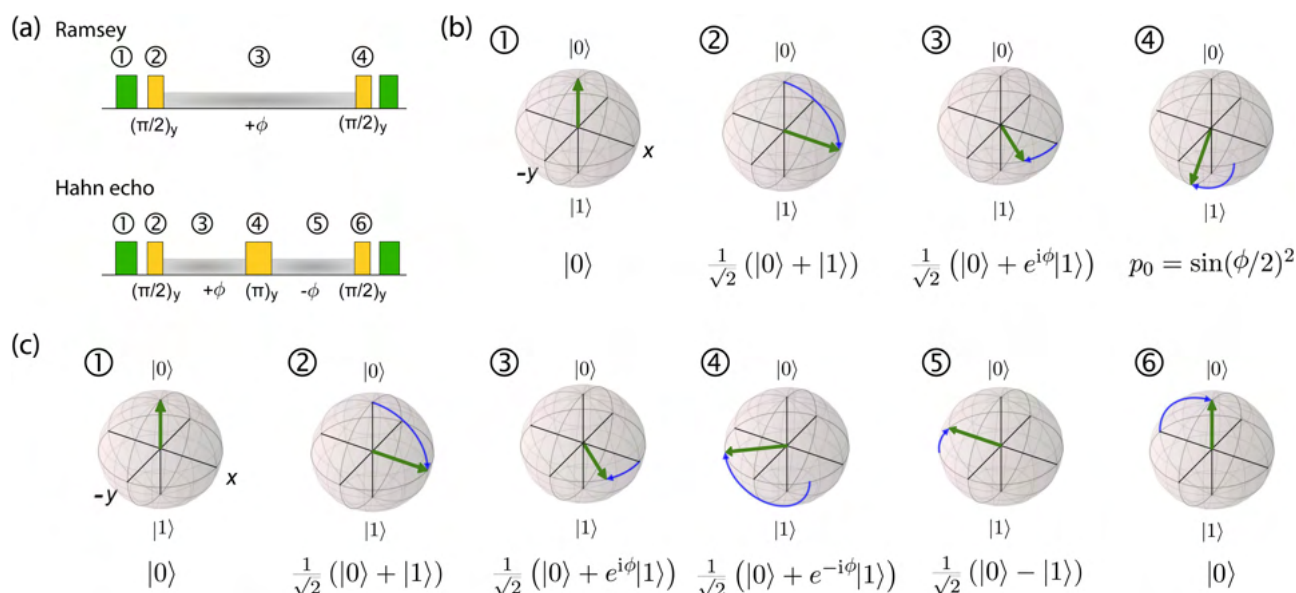 (a) Ramsey
① ② ③ ④
(π/2)y +ϕ (π/2)y
Hahn echo
① ② ③ ④ ⑤ ⑥
(π/2)y +ϕ (π)y -ϕ (π/2)y
(b) ① ② ③ ④
|0⟩ |0⟩ |0⟩ |0⟩
x
-y
|1⟩ |1⟩ |1⟩ |1⟩
|0⟩ 1/√2 (|0⟩ + |1⟩) 1/√2 (|0⟩ + e^{iϕ}|1⟩) p₀ = sin(ϕ/2)²
(c) ① ② ③ ④ ⑤ ⑥
|0⟩ |0⟩ |0⟩ |0⟩ |0⟩ |0⟩
-y x
|1⟩ |1⟩ |1⟩ |1⟩ |1⟩ |1⟩
|0⟩ 1/√2 (|0⟩ + |1⟩) 1/√2 (|0⟩ + e^{iϕ}|1⟩) 1/√2 (|0⟩ + e^{-iϕ}|1⟩) 1/√2 (|0⟩ − |1⟩) |0⟩